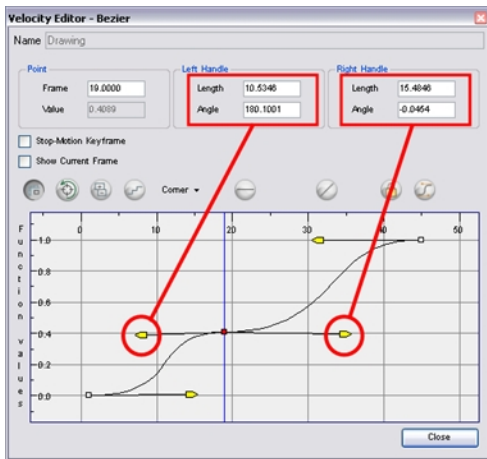 Velocity Editor - Bezier
Name Drawing
Point
Left Handle
Right Handle
Frame 19.0000
Length 10.5346
Length 15.4846
Value 0.4089
Angle 180.1001
Angle -0.0454
Stop-Motion Keyframe
Show Current Frame
Corner
0 10 20 30 40 50
Function values
1.0
0.8
0.6
0.4
0.2
0.0
Close